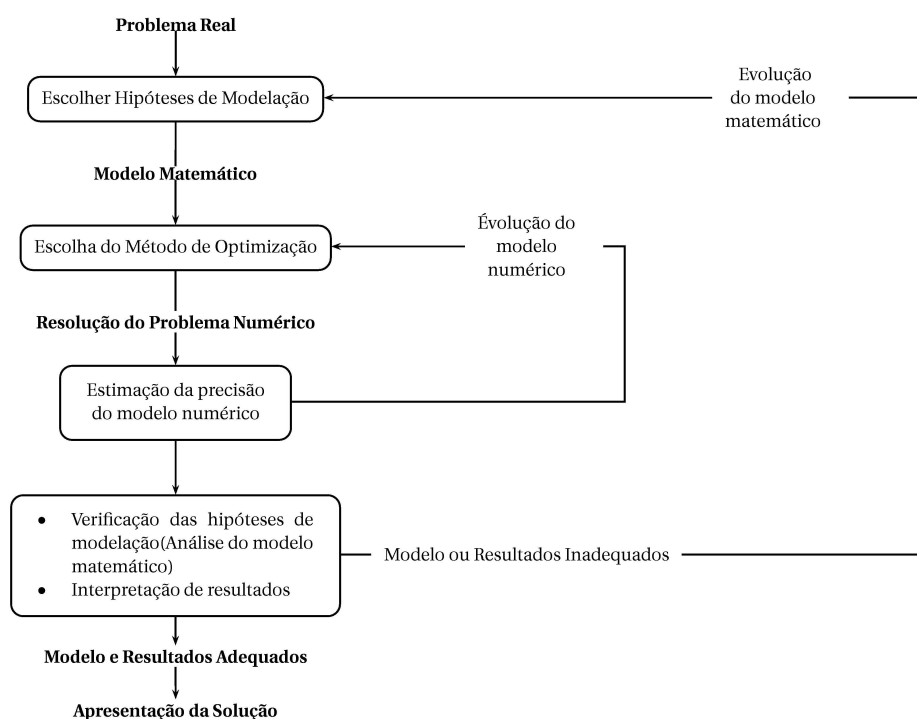 Problema Real
Escolher Hipóteses de Modelação
Evolução
do modelo
matemático
Modelo Matemático
Escolha do Método de Optimização
Évolução do
modelo
numérico
Resolução do Problema Numérico
Estimação da precisão
do modelo numérico
● Verificação das hipóteses de
modelação(Análise do modelo
matemático)
● Interpretação de resultados
Modelo ou Resultados Inadequados
Modelo e Resultados Adequados
Apresentação da Solução